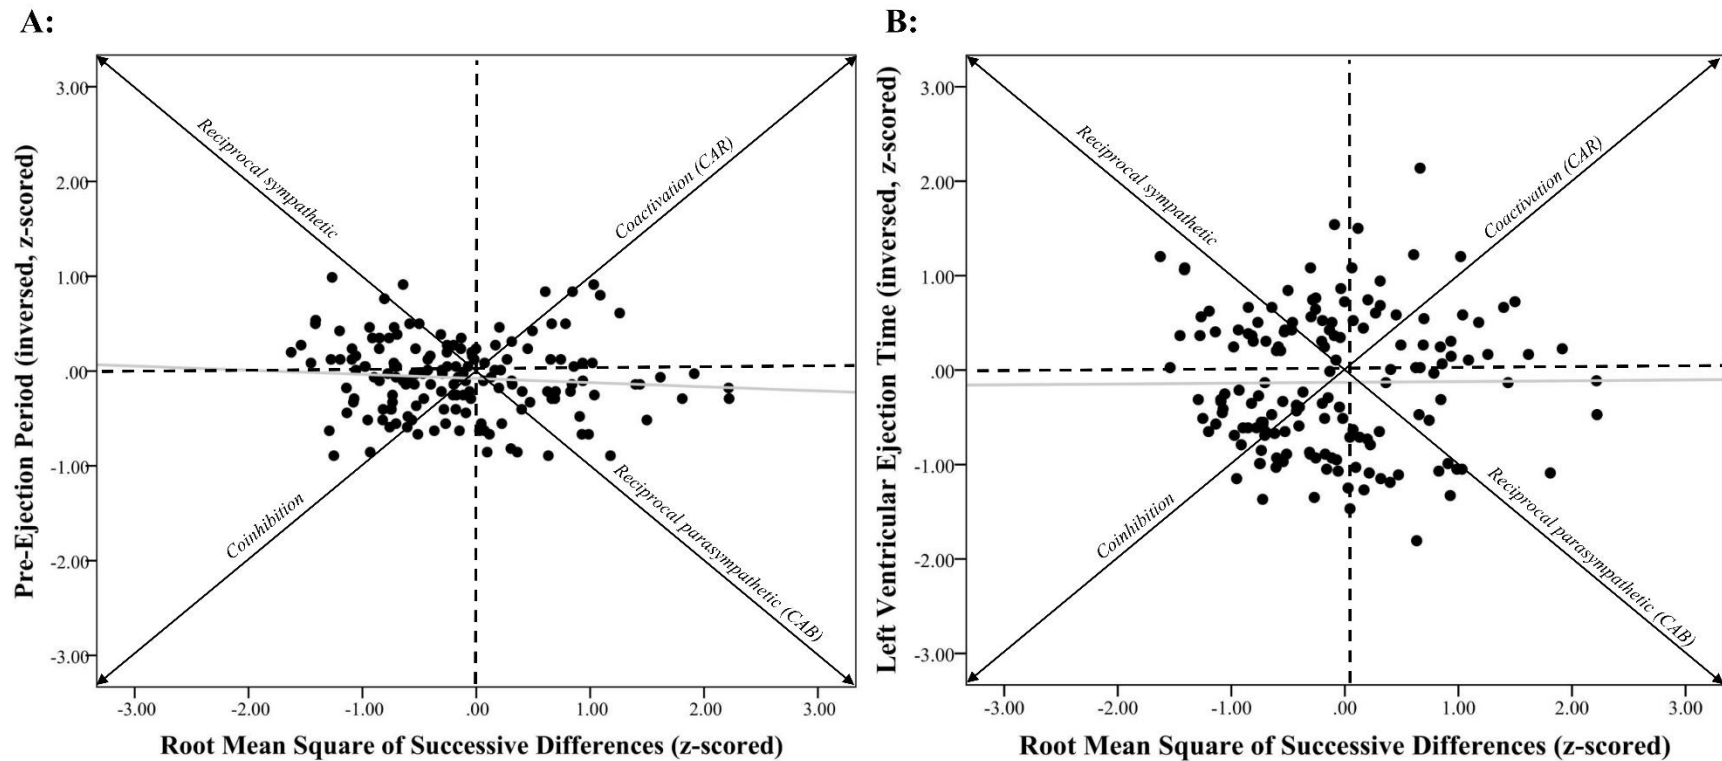 A:
Pre-Ejection Period (inversed, z-scored)
3.00
2.00
1.00
.00
-1.00
-2.00
-3.00
Reciprocal sympathetic
Coactivation (CAR)
Coinhibition
Reciprocal parasympathetic (CAB)
-3.00 -2.00 -1.00 .00 1.00 2.00 3.00
Root Mean Square of Successive Differences (z-scored)
B:
Left Ventricular Ejection Time (inversed, z-scored)
3.00
2.00
1.00
.00
-1.00
-2.00
-3.00
Reciprocal sympathetic
Coactivation (CAR)
Coinhibition
Reciprocal parasympathetic (CAB)
-3.00 -2.00 -1.00 .00 1.00 2.00 3.00
Root Mean Square of Successive Differences (z-scored)